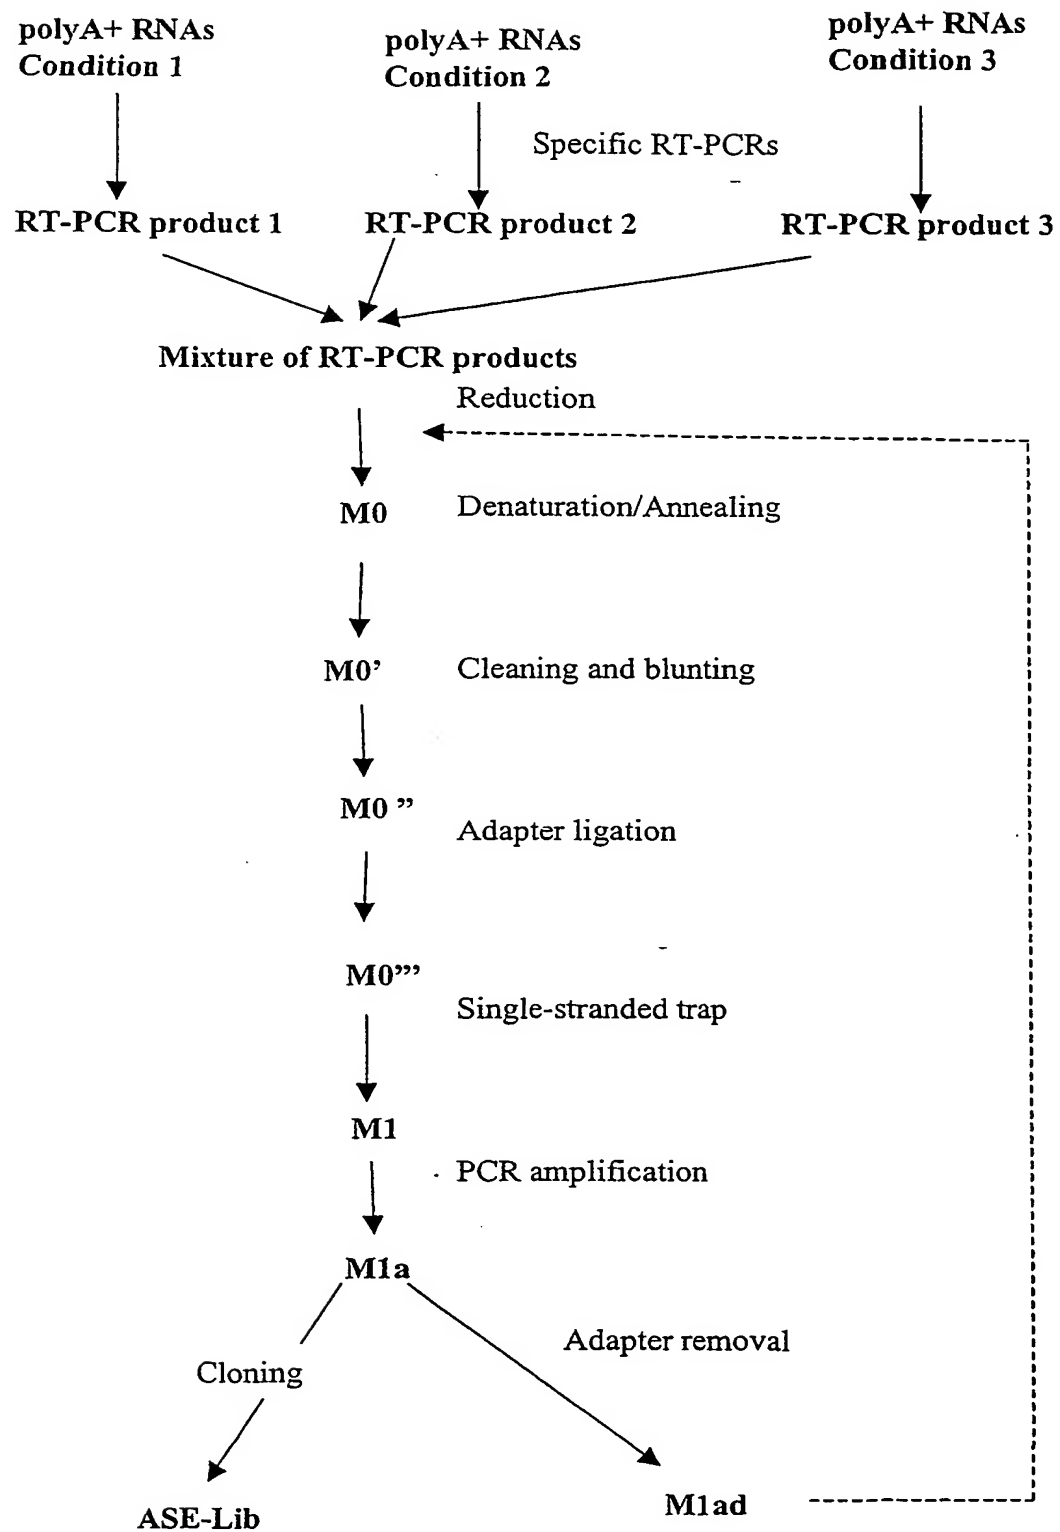 polyA+ RNAs
Condition 1
polyA+ RNAs
Condition 2
polyA+ RNAs
Condition 3
Specific RT-PCRs
RT-PCR product 1
RT-PCR product 2
RT-PCR product 3
Mixture of RT-PCR products
Reduction
M0
Denaturation/Annealing
M0’
Cleaning and blunting
M0 ”
Adapter ligation
M0”’
Single-stranded trap
M1
PCR amplification
M1a
Adapter removal
Cloning
M1ad
ASE-Lib